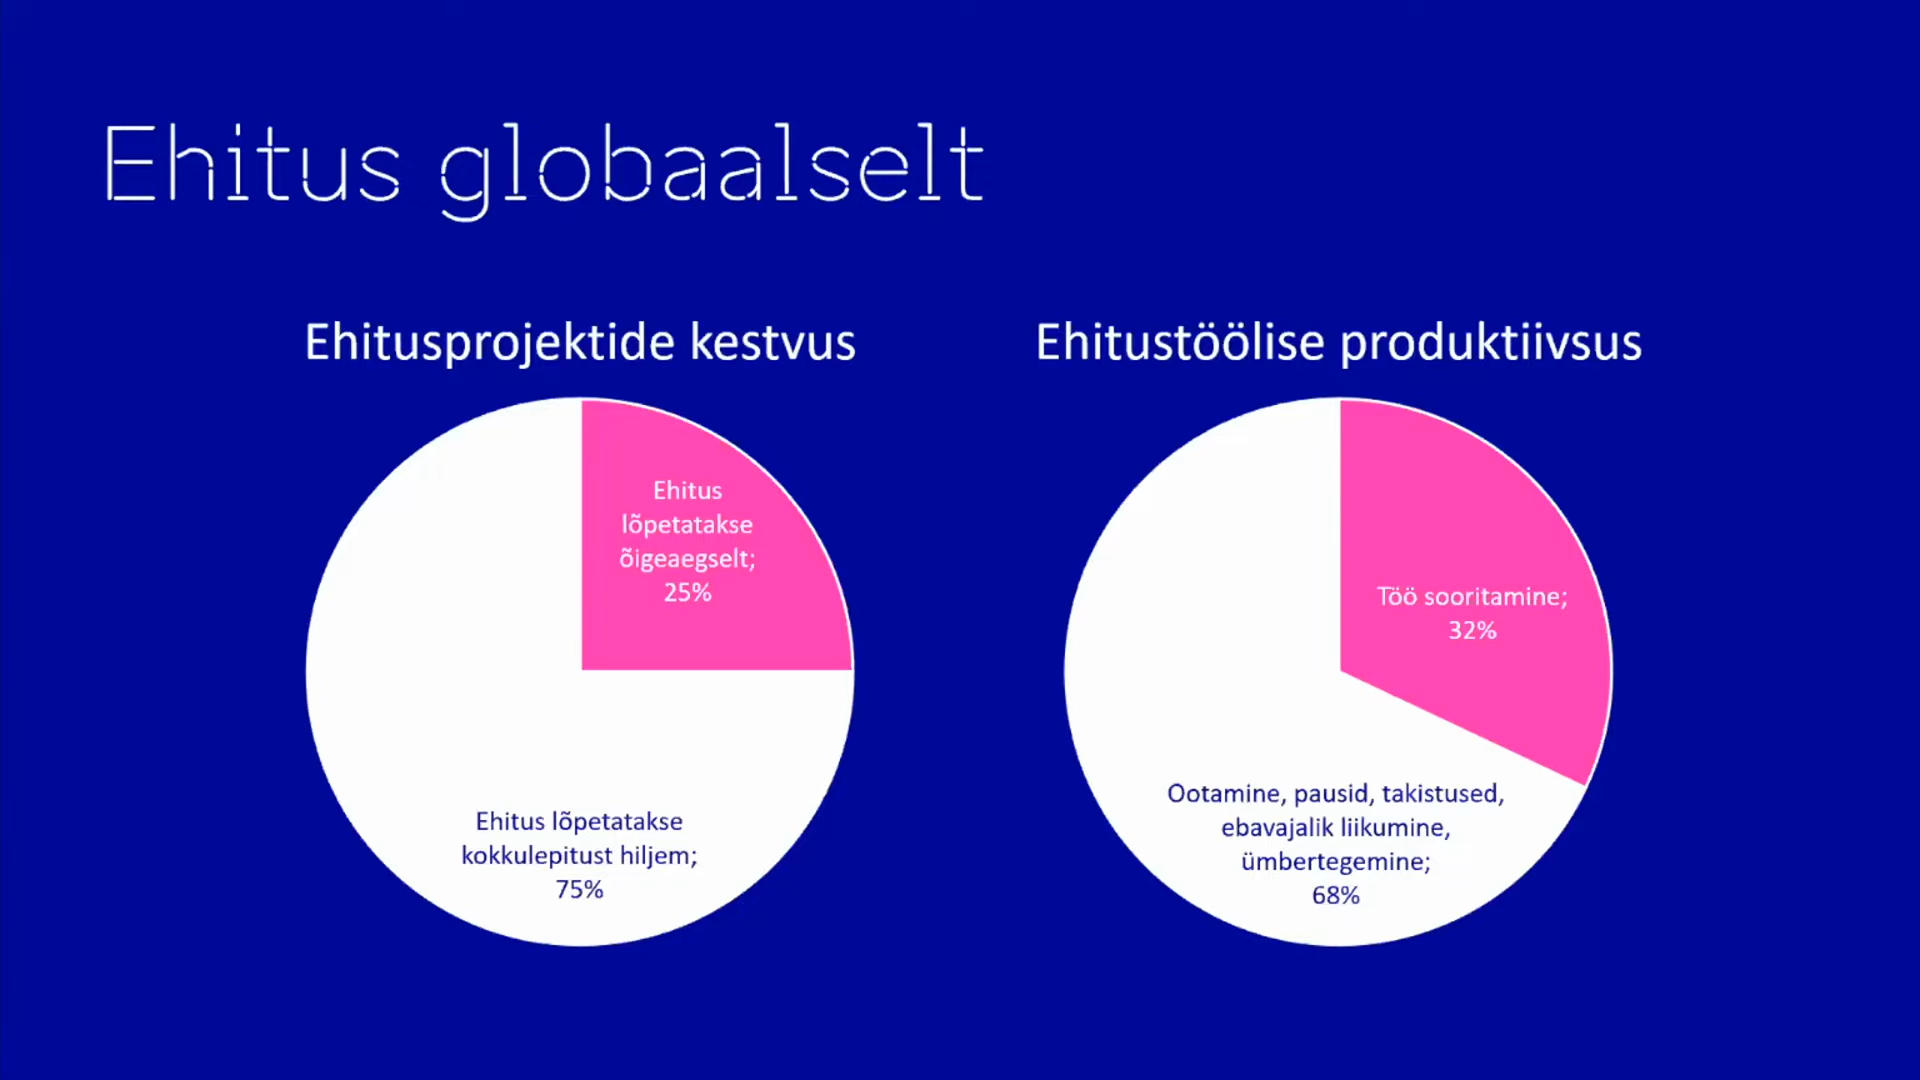 Ehitus globaalselt
Ehitusprojektide kestvus
Ehitus
lõpetatakse
õigeaegselt;
25%
Ehitus lõpetatakse
kokkulepitust hiljem;
75%
Ehitustöölise produktiivsus
Töö sooritamine;
32%
Ootamine, pausid, takistused,
ebavajalik liikumine,
ümbertegemine;
68%